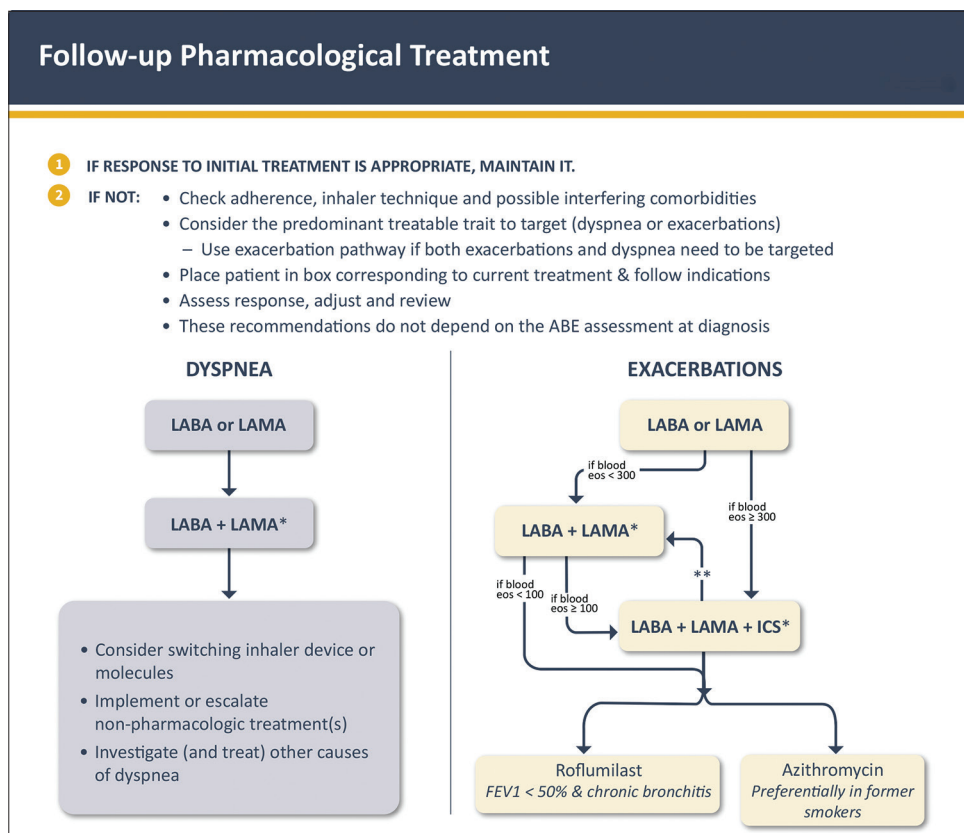 Follow-up Pharmacological Treatment
1 IF RESPONSE TO INITIAL TREATMENT IS APPROPRIATE, MAINTAIN IT.
2 IF NOT:
• Check adherence, inhaler technique and possible interfering comorbidities
• Consider the predominant treatable trait to target (dyspnea or exacerbations)
– Use exacerbation pathway if both exacerbations and dyspnea need to be targeted
• Place patient in box corresponding to current treatment & follow indications
• Assess response, adjust and review
• These recommendations do not depend on the ABE assessment at diagnosis
DYSPNEA
LABA or LAMA
LABA + LAMA*
• Consider switching inhaler device or
molecules
• Implement or escalate
non-pharmacologic treatment(s)
• Investigate (and treat) other causes
of dyspnea
EXACERBATIONS
LABA or LAMA
if blood
eos < 300
if blood
eos ≥ 300
LABA + LAMA*
if blood
eos < 100
if blood
eos ≥ 100
**
LABA + LAMA + ICS*
Roflumilast
FEV1 < 50% & chronic bronchitis
Azithromycin
Preferentially in former
smokers